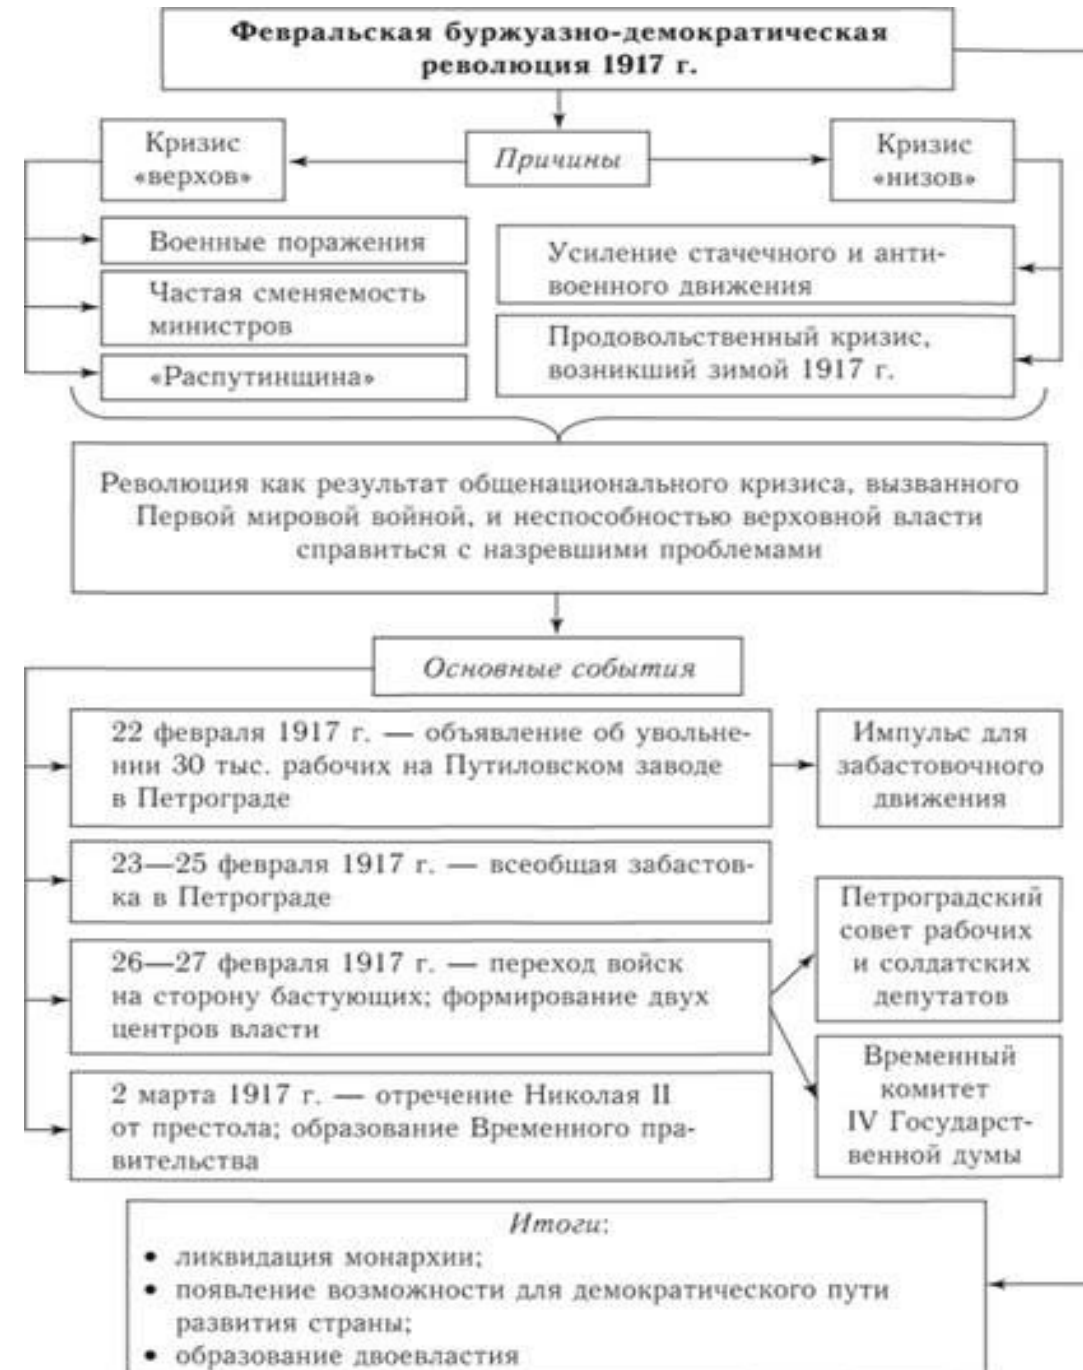 Февральская буржуазно-демократическая
революция 1917 г.
Кризис
«верхов»
Причины
Кризис
«низов»
Военные поражения
Частая сменяемость
министров
«Распутинщина»
Усиление стачечного и анти-
военного движения
Продовольственный кризис,
возникший зимой 1917 г.
Революция как результат общенационального кризиса, вызванного
Первой мировой войной, и неспособностью верховной власти
справиться с назревшими проблемами
Основные события
22 февраля 1917 г. — объявление об увольне-
нии 30 тыс. рабочих на Путиловском заводе
в Петрограде
Импульс для
забастовочного
движения
23—25 февраля 1917 г. — всеобщая забастов-
ка в Петрограде
26—27 февраля 1917 г. — переход войск
на сторону бастующих; формирование двух
центров власти
Петроградский
совет рабочих
и солдатских
депутатов
Временный
комитет
IV Государст-
венной думы
2 марта 1917 г. — отречение Николая II
от престола; образование Временного пра-
вительства
Итоги:
• ликвидация монархии;
• появление возможности для демократического пути
развития страны;
• образование двоевластия